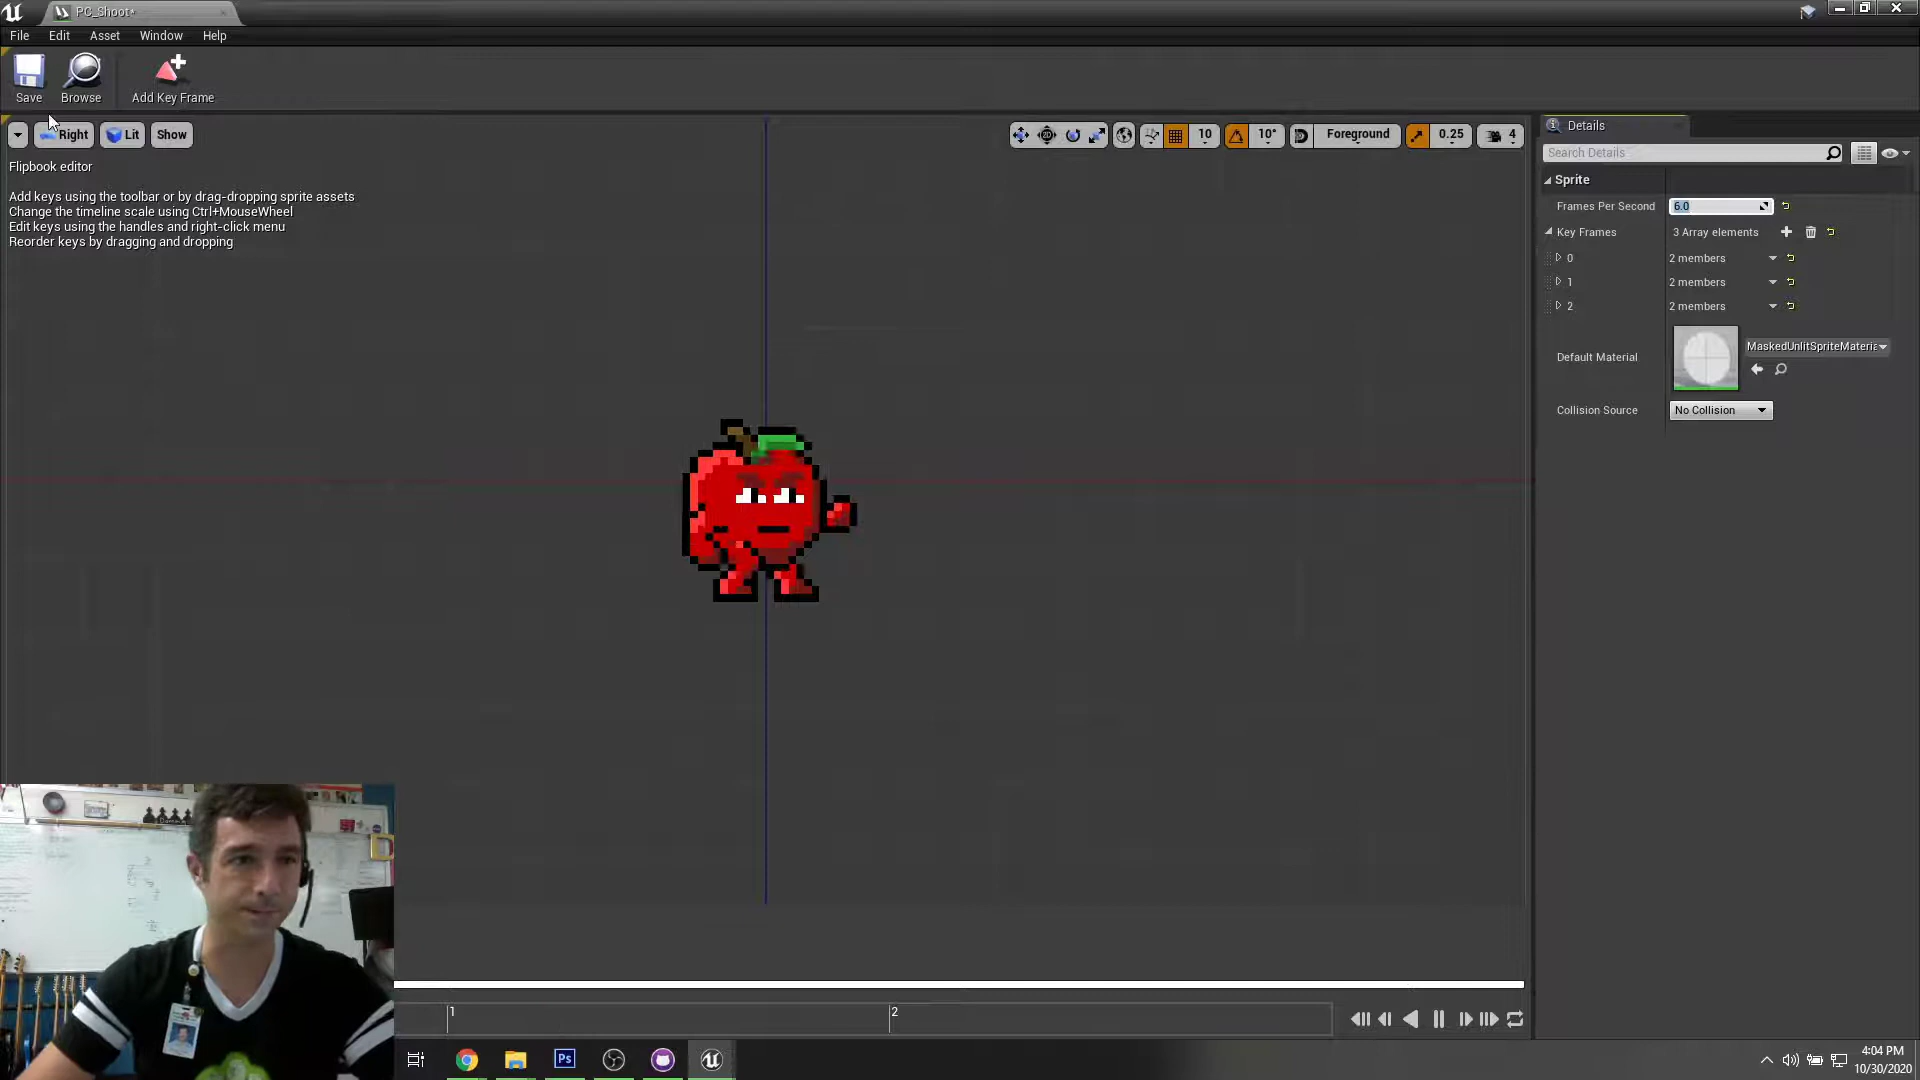 PC_Shoot*
File Edit Asset Window Help
Save Browse Add Key Frame
Right Lit Show
10 10° Foreground 0.25 4
Flipbook editor
Add keys using the toolbar or by drag-dropping sprite assets
Change the timeline scale using Ctrl+MouseWheel
Edit keys using the handles and right-click menu
Reorder keys by dragging and dropping
Details
Search Details
Sprite
Frames Per Second 6.0
Key Frames 3 Array elements
0 2 members
1 2 members
2 2 members
Default Material MaskedUnlitSpriteMateria
Collision Source No Collision
1 2
Ps
4:04 PM
10/30/2020